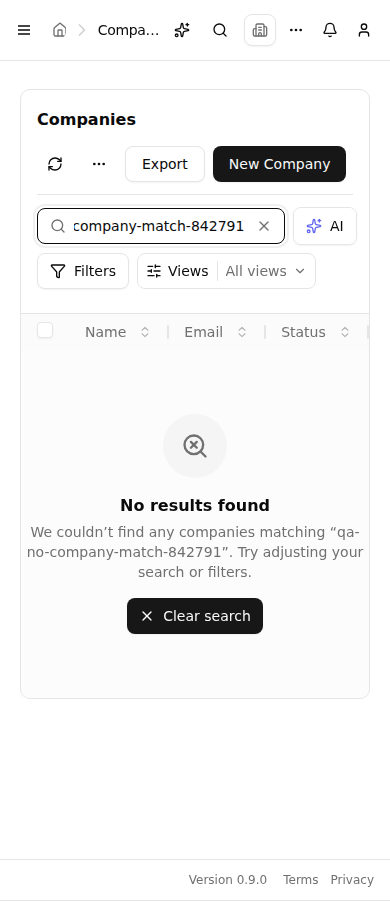 Compa...
Companies
Export
New Company
company-match-842791
AI
Filters
Views
All views
Name
Email
Status
No results found
We couldn’t find any companies matching “qa-
no-company-match-842791”. Try adjusting your
search or filters.
Clear search
Version 0.9.0
Terms
Privacy